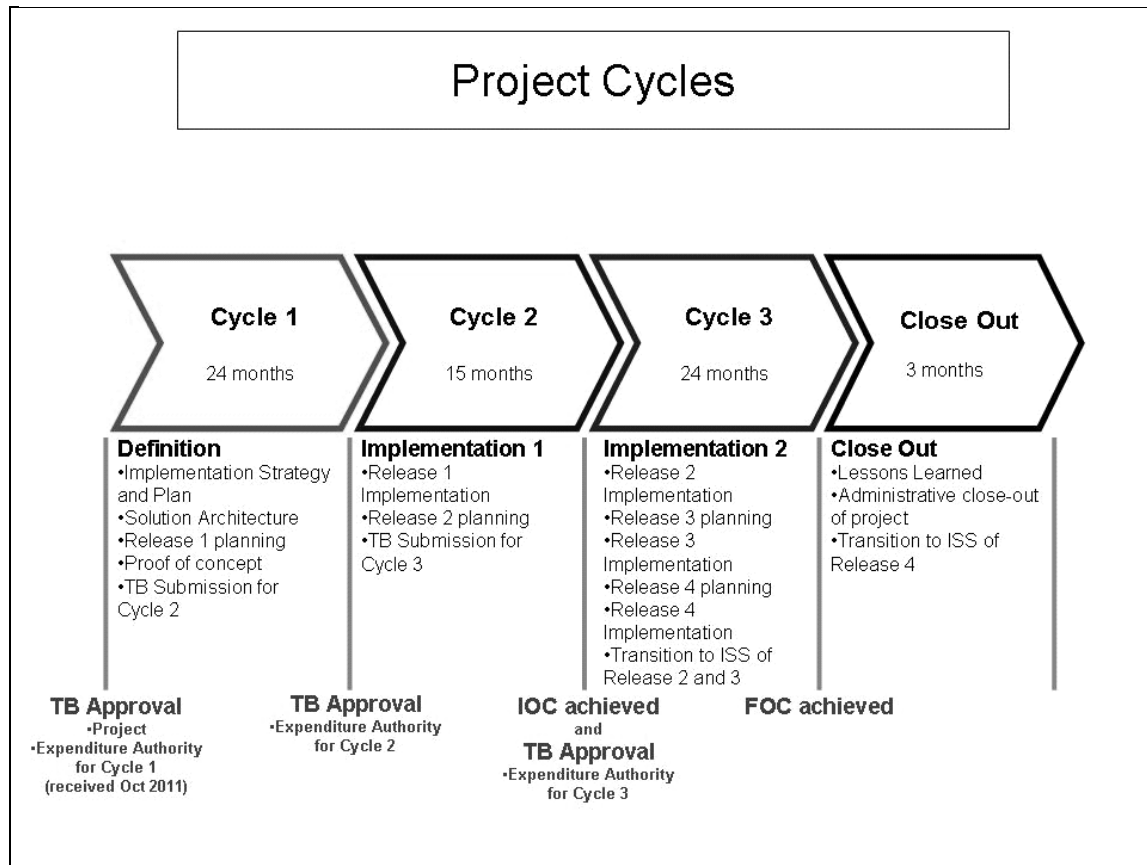 Project Cycles
Cycle 1
24 months
Cycle 2
15 months
Cycle 3
24 months
Close Out
3 months
Definition
•Implementation Strategy
and Plan
•Solution Architecture
•Release 1 planning
•Proof of concept
•TB Submission for
Cycle 2
Implementation 1
•Release 1
Implementation
•Release 2 planning
•TB Submission for
Cycle 3
Implementation 2
•Release 2
Implementation
•Release 3 planning
•Release 3
Implementation
•Release 4 planning
•Release 4
Implementation
•Transition to ISS of
Release 2 and 3
Close Out
•Lessons Learned
•Administrative close-out
of project
•Transition to ISS of
Release 4
TB Approval
•Project
•Expenditure Authority
for Cycle 1
(received Oct 2011)
TB Approval
•Expenditure Authority
for Cycle 2
IOC achieved
and
TB Approval
•Expenditure Authority
for Cycle 3
FOC achieved